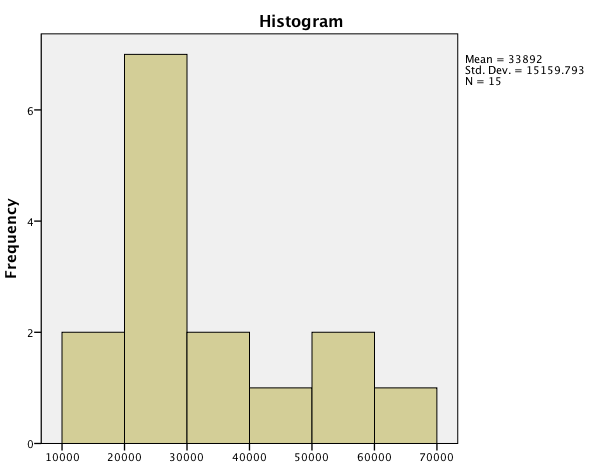 Histogram
Mean = 33892
Std. Dev. = 15159.793
N = 15
Frequency
6
4
2
0
10000 20000 30000 40000 50000 60000 70000